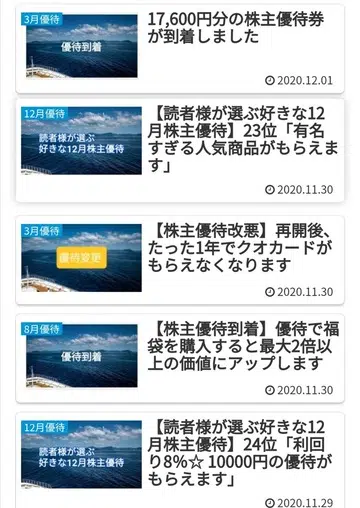 3月優待
優待到着
17,600円分の株主優待券
が到着しました
2020.12.01
12月優待
読者様が選ぶ
好きな12月株主優待
【読者様が選ぶ好きな12
月株主優待】23位「有名
すぎる人気商品がもらえま
す」
2020.11.30
3月優待
優待変更
【株主優待改悪】再開後、
たった1年でクオカードが
もらえなくなります
2020.11.30
8月優待
優待到着
【株主優待到着】優待で福
袋を購入すると最大2倍以
上の価値にアップします
2020.11.30
12月優待
読者様が選ぶ
好きな12月株主優待
【読者様が選ぶ好きな12
月株主優待】24位「利回
り8%☆ 10000円の優待が
もらえます」
2020.11.29